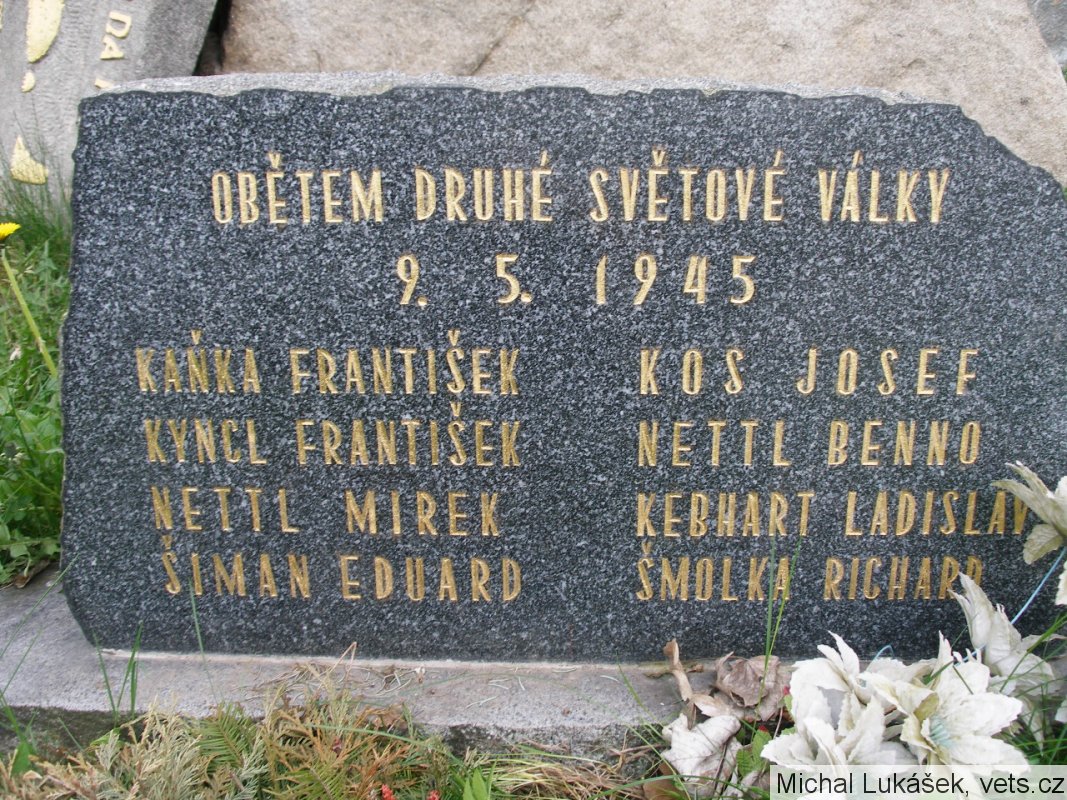 OBĚTEM DRUHÉ SVĚTOVÉ VÁLKY
9. 5. 1945
KAŇKA FRANTIŠEK KOS JOSEF
KYNCL FRANTIŠEK NETTL BENNO
NETTL MIREK KEBHART LADISLAV
ŠIMAN EDUARD ŠMOLKA RICHARD
Michal Lukášek, vets.cz